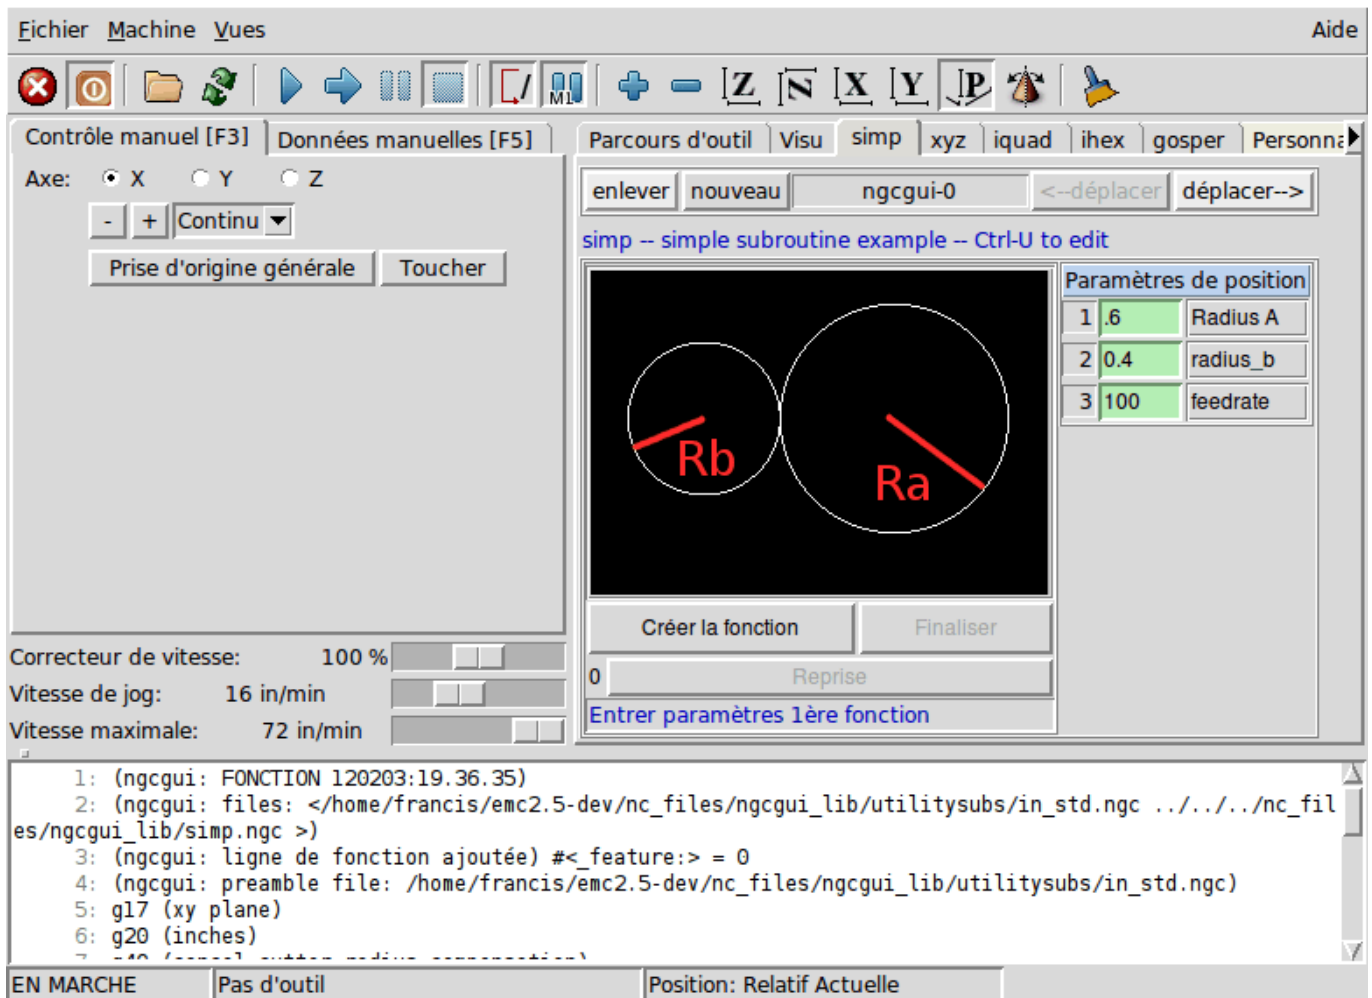 Fichier Machine Vues Aide
M1 Z N X Y P
Contrôle manuel [F3] Données manuelles [F5]
Axe: X Y Z
- + Continu
Prise d'origine générale Toucher
Parcours d'outil Visu simp xyz iquad ihex gosper Personna
enlever nouveau ngcgui-0 <--déplacer déplacer-->
simp -- simple subroutine example -- Ctrl-U to edit
Rb
Ra
Paramètres de position
1 .6 Radius A
2 0.4 radius_b
3 100 feedrate
Créer la fonction Finaliser
0 Reprise
Entrer paramètres 1ère fonction
Correcteur de vitesse: 100 %
Vitesse de jog: 16 in/min
Vitesse maximale: 72 in/min
1: (ngcgui: FONCTION 120203:19.36.35)
2: (ngcgui: files: </home/francis/emc2.5-dev/nc_files/ngcgui_lib/utilitysubs/in_std.ngc ../../../nc_fil
es/ngcgui_lib/simp.ngc >)
3: (ngcgui: ligne de fonction ajoutée) #<_feature:> = 0
4: (ngcgui: preamble file: /home/francis/emc2.5-dev/nc_files/ngcgui_lib/utilitysubs/in_std.ngc)
5: g17 (xy plane)
6: g20 (inches)
7: g40 (cancel cutter radius compensation)
EN MARCHE Pas d'outil Position: Relatif Actuelle